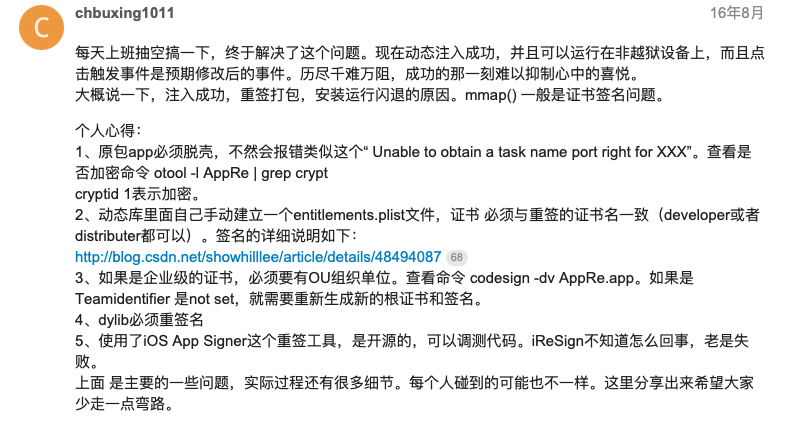 C
chbuxing1011
16年8月
每天上班抽空搞一下，终于解决了这个问题。现在动态注入成功，并且可以运行在非越狱设备上，而且点
击触发事件是预期修改后的事件。历尽千难万阻，成功的那一刻难以抑制心中的喜悦。
大概说一下，注入成功，重签打包，安装运行闪退的原因。mmap() 一般是证书签名问题。
个人心得：
1、原包app必须脱壳，不然会报错类似这个“ Unable to obtain a task name port right for XXX”。查看是
否加密命令 otool -l AppRe | grep crypt
cryptid 1表示加密。
2、动态库里面自己手动建立一个entitlements.plist文件，证书 必须与重签的证书名一致（developer或者
distributer都可以）。签名的详细说明如下：
http://blog.csdn.net/showhilllee/article/details/48494087 68
3、如果是企业级的证书，必须要有OU组织单位。查看命令 codesign -dv AppRe.app。如果是
Teamidentifier 是not set，就需要重新生成新的根证书和签名。
4、dylib必须重签名
5、使用了iOS App Signer这个重签工具，是开源的，可以调测代码。iReSign不知道怎么回事，老是失
败。
上面 是主要的一些问题，实际过程还有很多细节。每个人碰到的可能也不一样。这里分享出来希望大家
少走一点弯路。